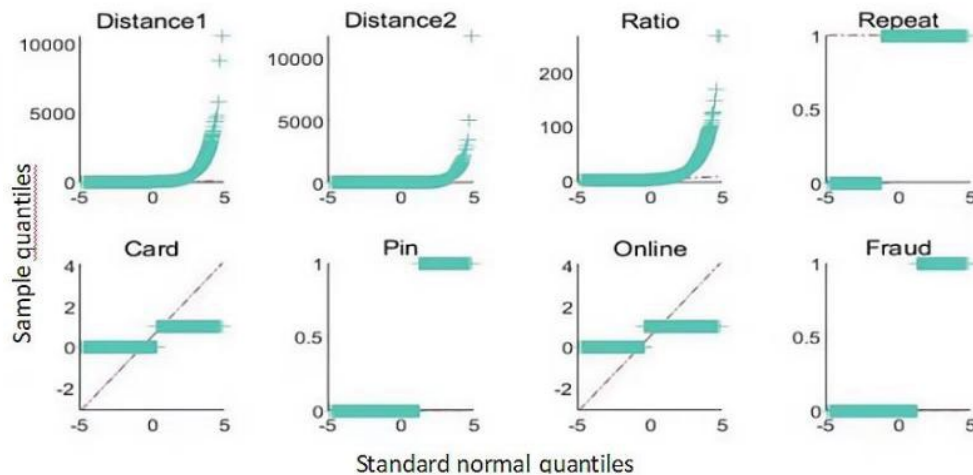 Distance1 Distance2 Ratio Repeat
10000 10000 200 1
5000 5000 100 0.5
0 0 0 0
-5 0 5 -5 0 5 -5 0 5 -5 0 5
Sample quantiles
Card Pin Online Fraud
4 1 4 1
2 0.5 2 0.5
0 0
-2 0 -2 0
-5 0 5 -5 0 5 -5 0 5 -5 0 5
Standard normal quantiles